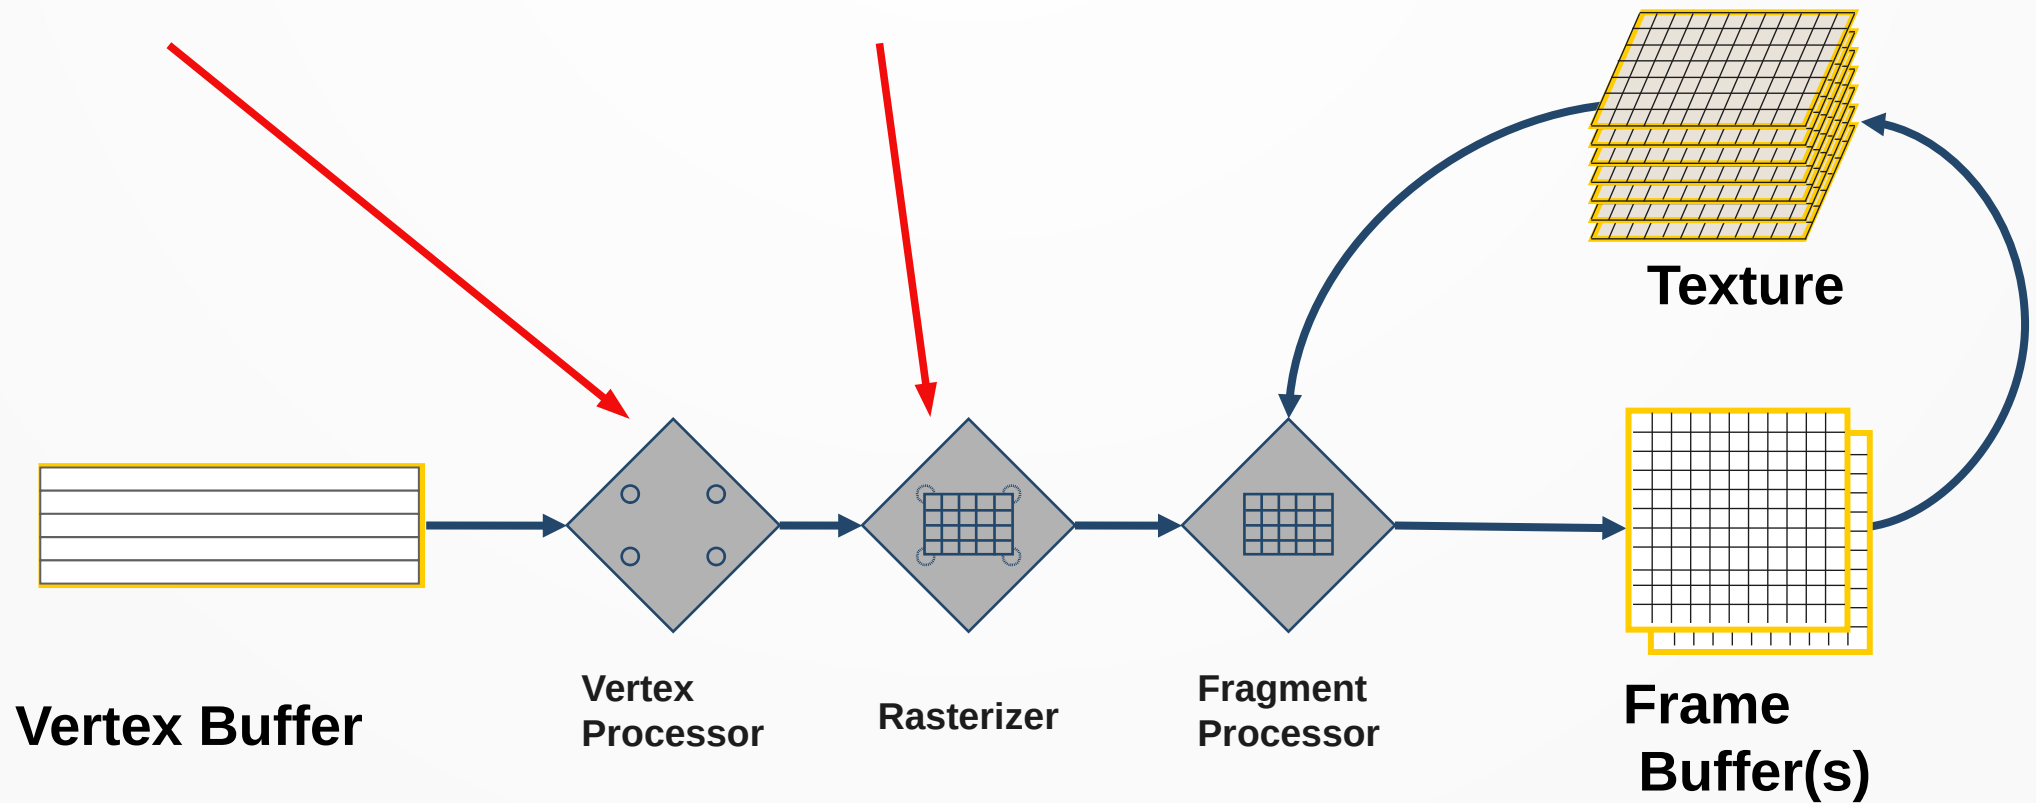 Texture
Vertex Buffer
Vertex
Processor
Rasterizer
Fragment
Processor
Frame
Buffer(s)